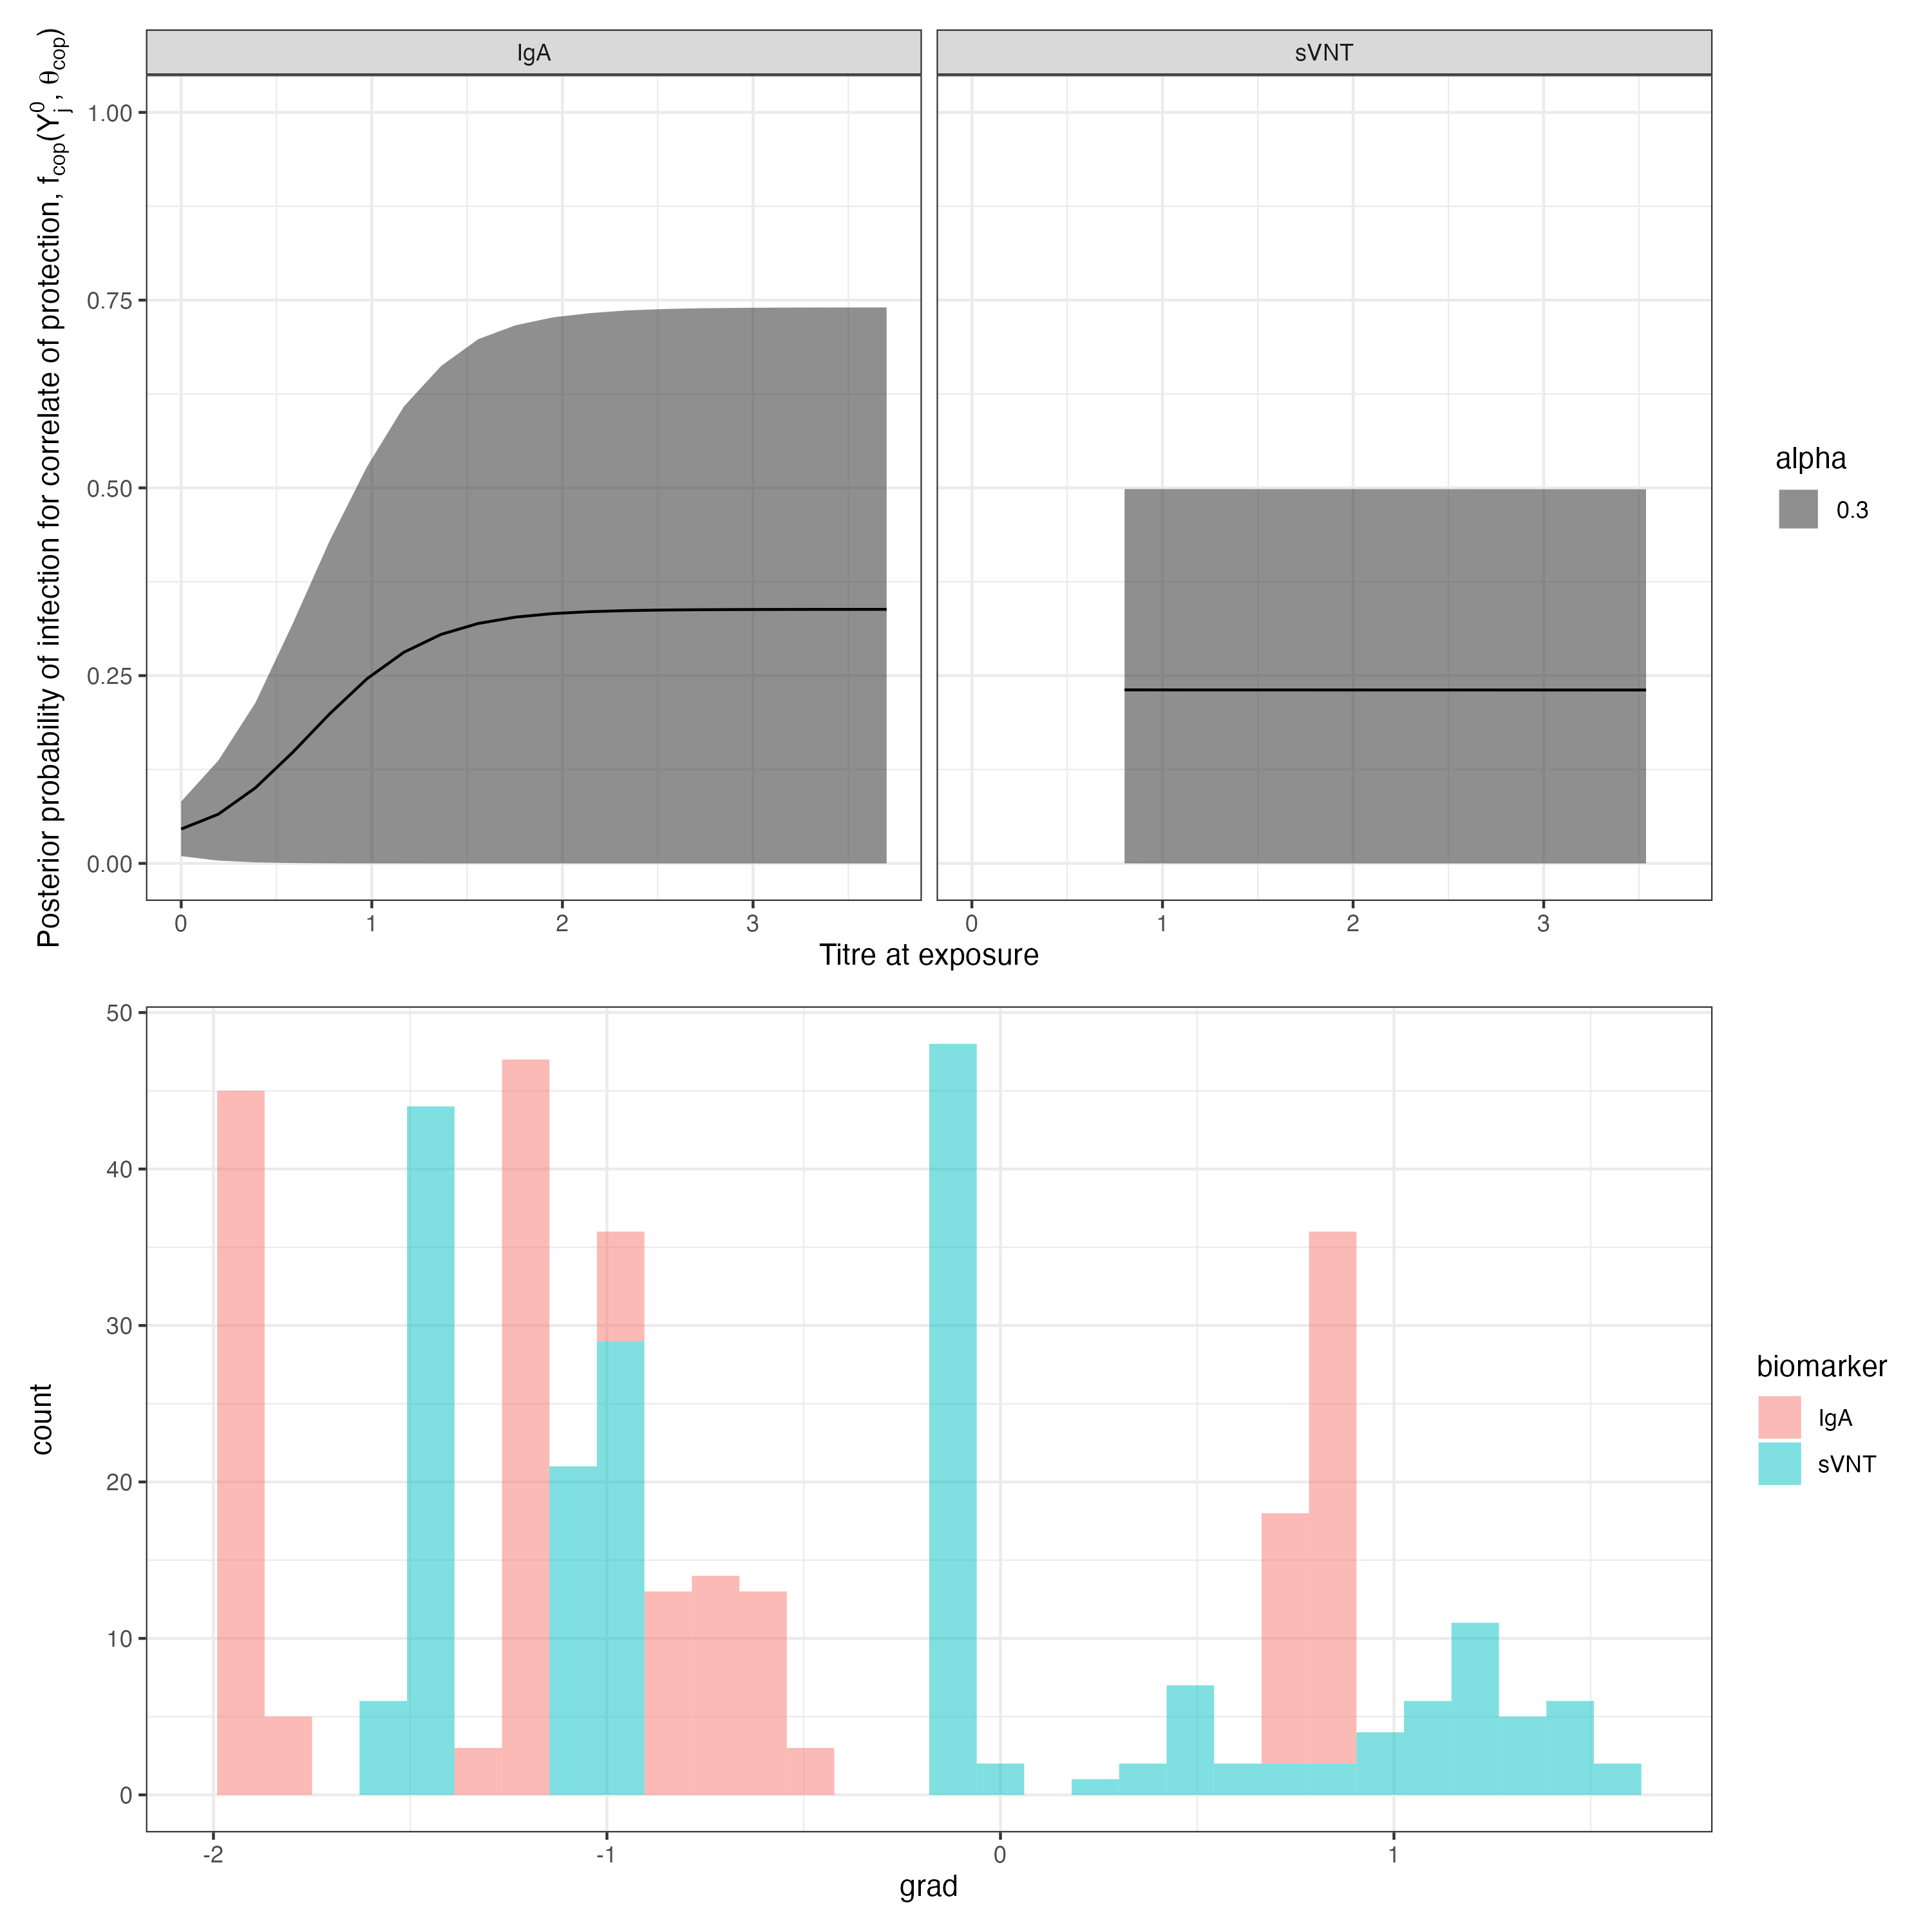 IgA
sVNT
Posterior probability of infection for correlate of protection, f_cop(Y_j^0, θ_cop)
1.00
0.75
0.50
0.25
0.00
0 1 2 3
0 1 2 3
Titre at exposure
alpha
0.3
50
40
30
20
10
0
count
-2 -1 0 1
grad
biomarker
IgA
sVNT